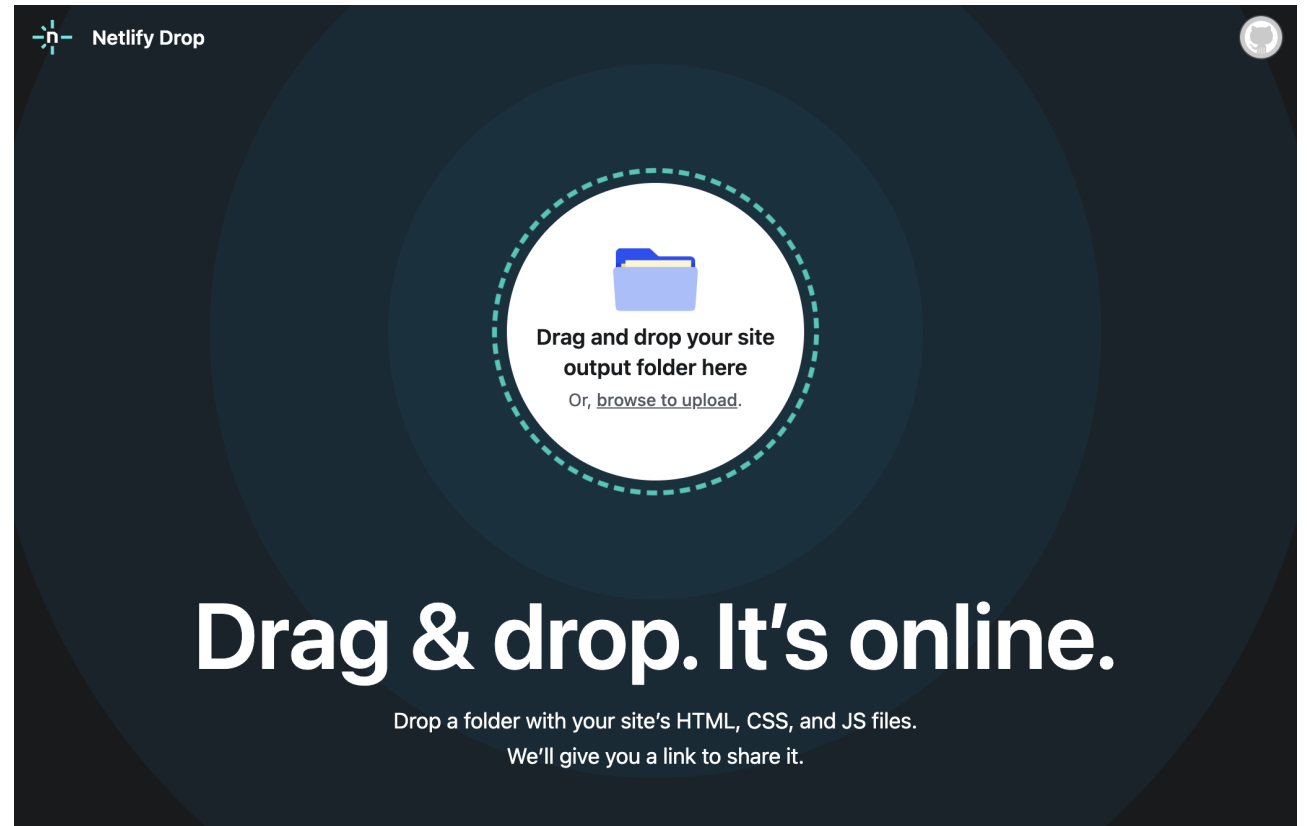 Netlify Drop
Drag and drop your site
output folder here
Or, browse to upload.
Drag & drop. It’s online.
Drop a folder with your site’s HTML, CSS, and JS files.
We’ll give you a link to share it.